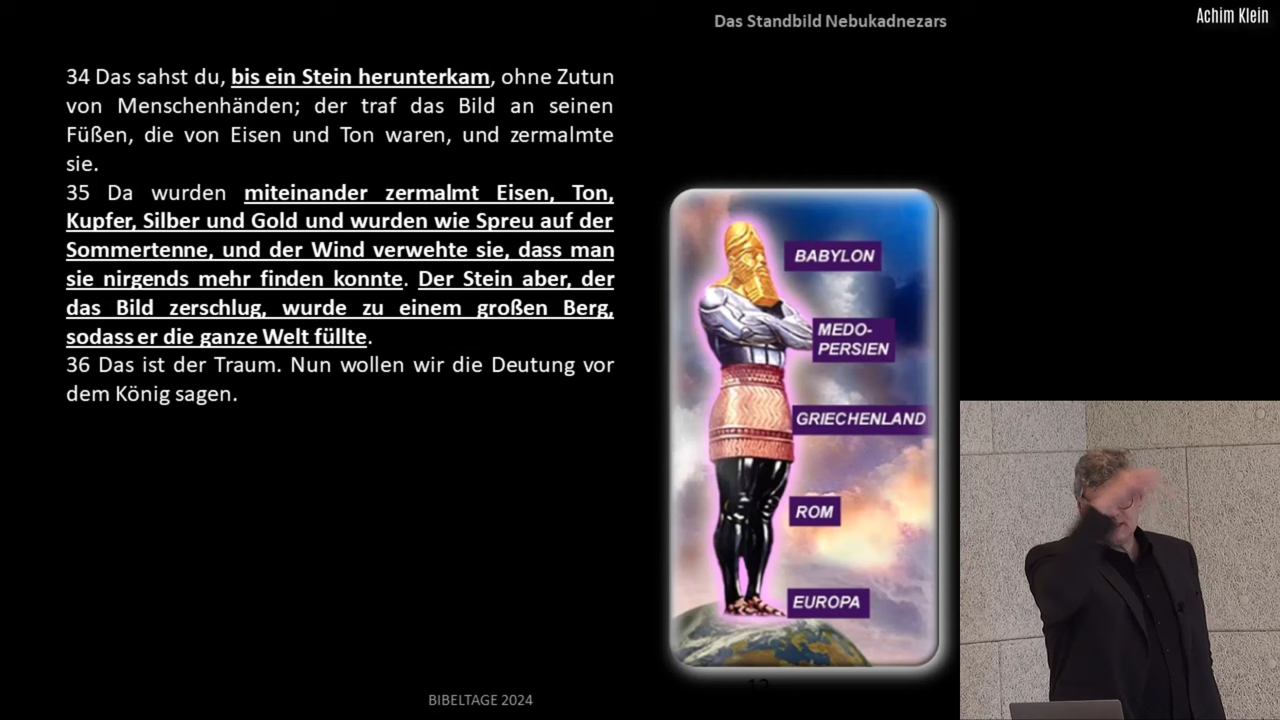 Das Standbild Nebukadnezars
Achim Klein
34 Das sahst du, bis ein Stein herunterkam, ohne Zutun
von Menschenhänden; der traf das Bild an seinen
Füßen, die von Eisen und Ton waren, und zermalmte
sie.
35 Da wurden miteinander zermalmt Eisen, Ton,
Kupfer, Silber und Gold und wurden wie Spreu auf der
Sommertenne, und der Wind verwehte sie, dass man
sie nirgends mehr finden konnte. Der Stein aber, der
das Bild zerschlug, wurde zu einem großen Berg,
sodass er die ganze Welt füllte.
36 Das ist der Traum. Nun wollen wir die Deutung vor
dem König sagen.
BABYLON
MEDO-
PERSIEN
GRIECHENLAND
ROM
EUROPA
BIBELTAGE 2024